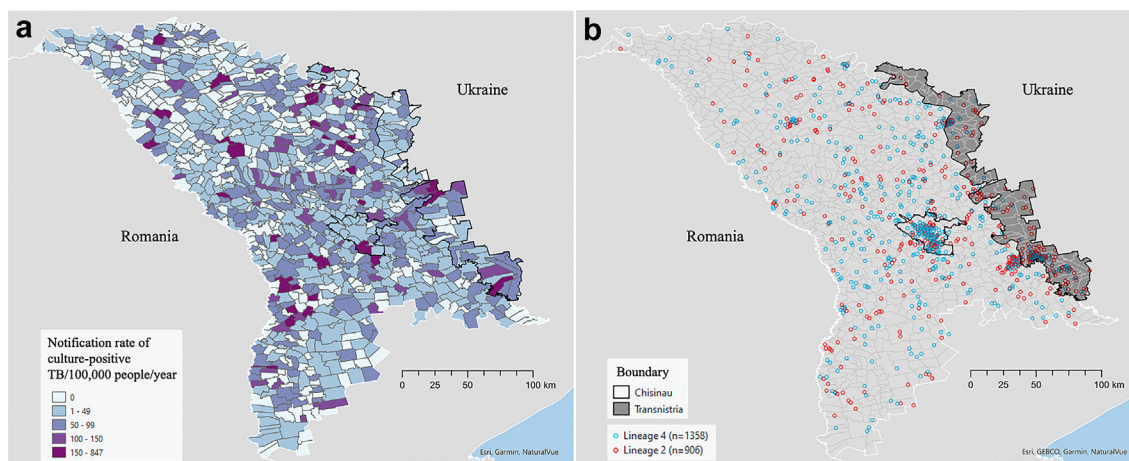 a
Ukraine
Romania
Notification rate of
culture-positive
TB/100,000 people/year
0
1 - 49
50 - 99
100 - 150
150 - 847
0 25 50 100 km
Esri, Garmin, NaturalVue
b
Ukraine
Romania
Boundary
Chisinau
Transnistria
Lineage 4 (n=1358)
Lineage 2 (n=906)
0 25 50 100 km
Esri, GEBCO, Garmin, NaturalVue